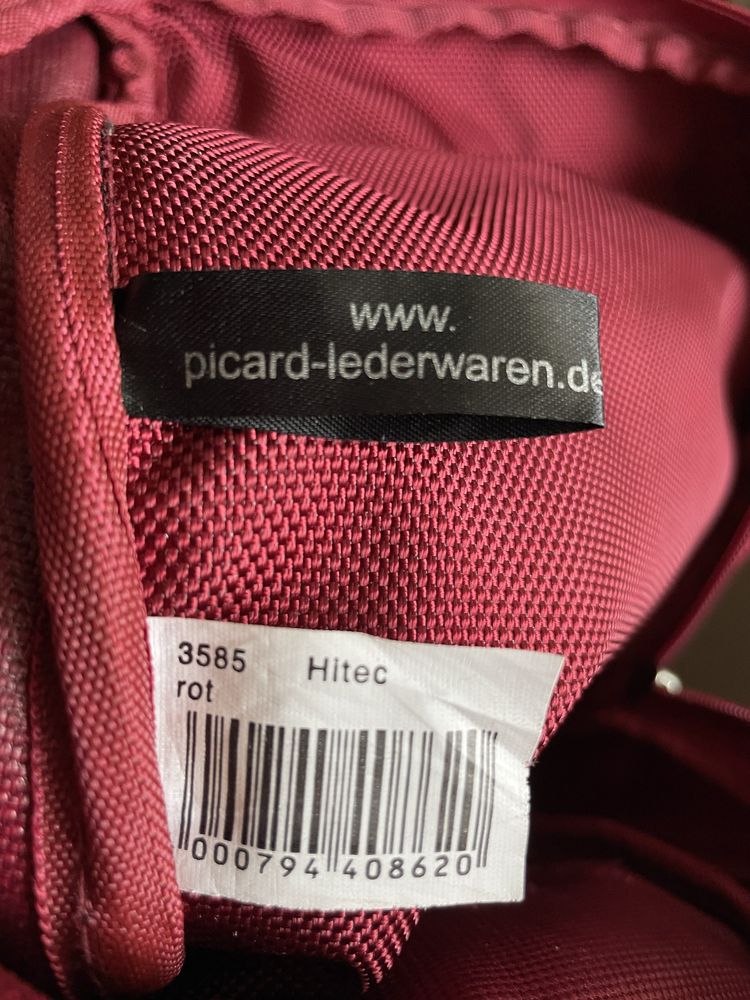 www.
picard-lederwaren.de
3585 Hitec
rot
000794 408620